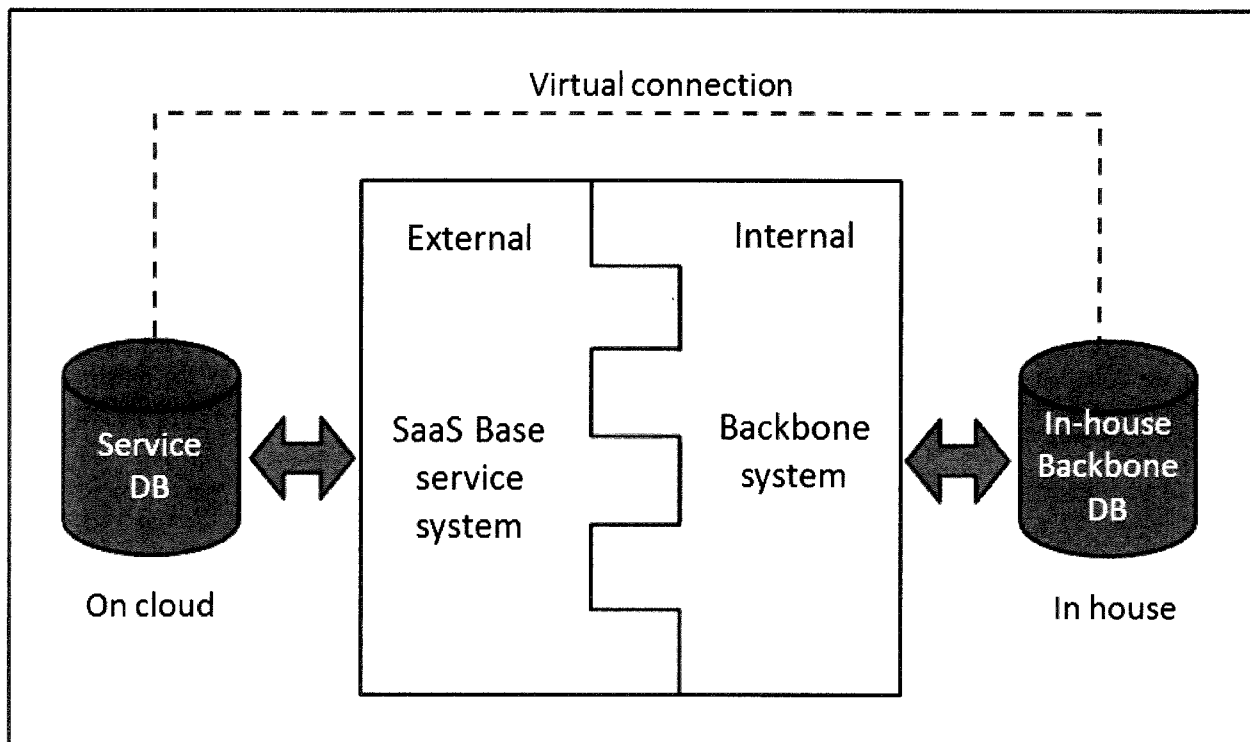 Virtual connection
External
Internal
Service
DB
SaaS Base
service
system
Backbone
system
In-house
Backbone
DB
On cloud
In house